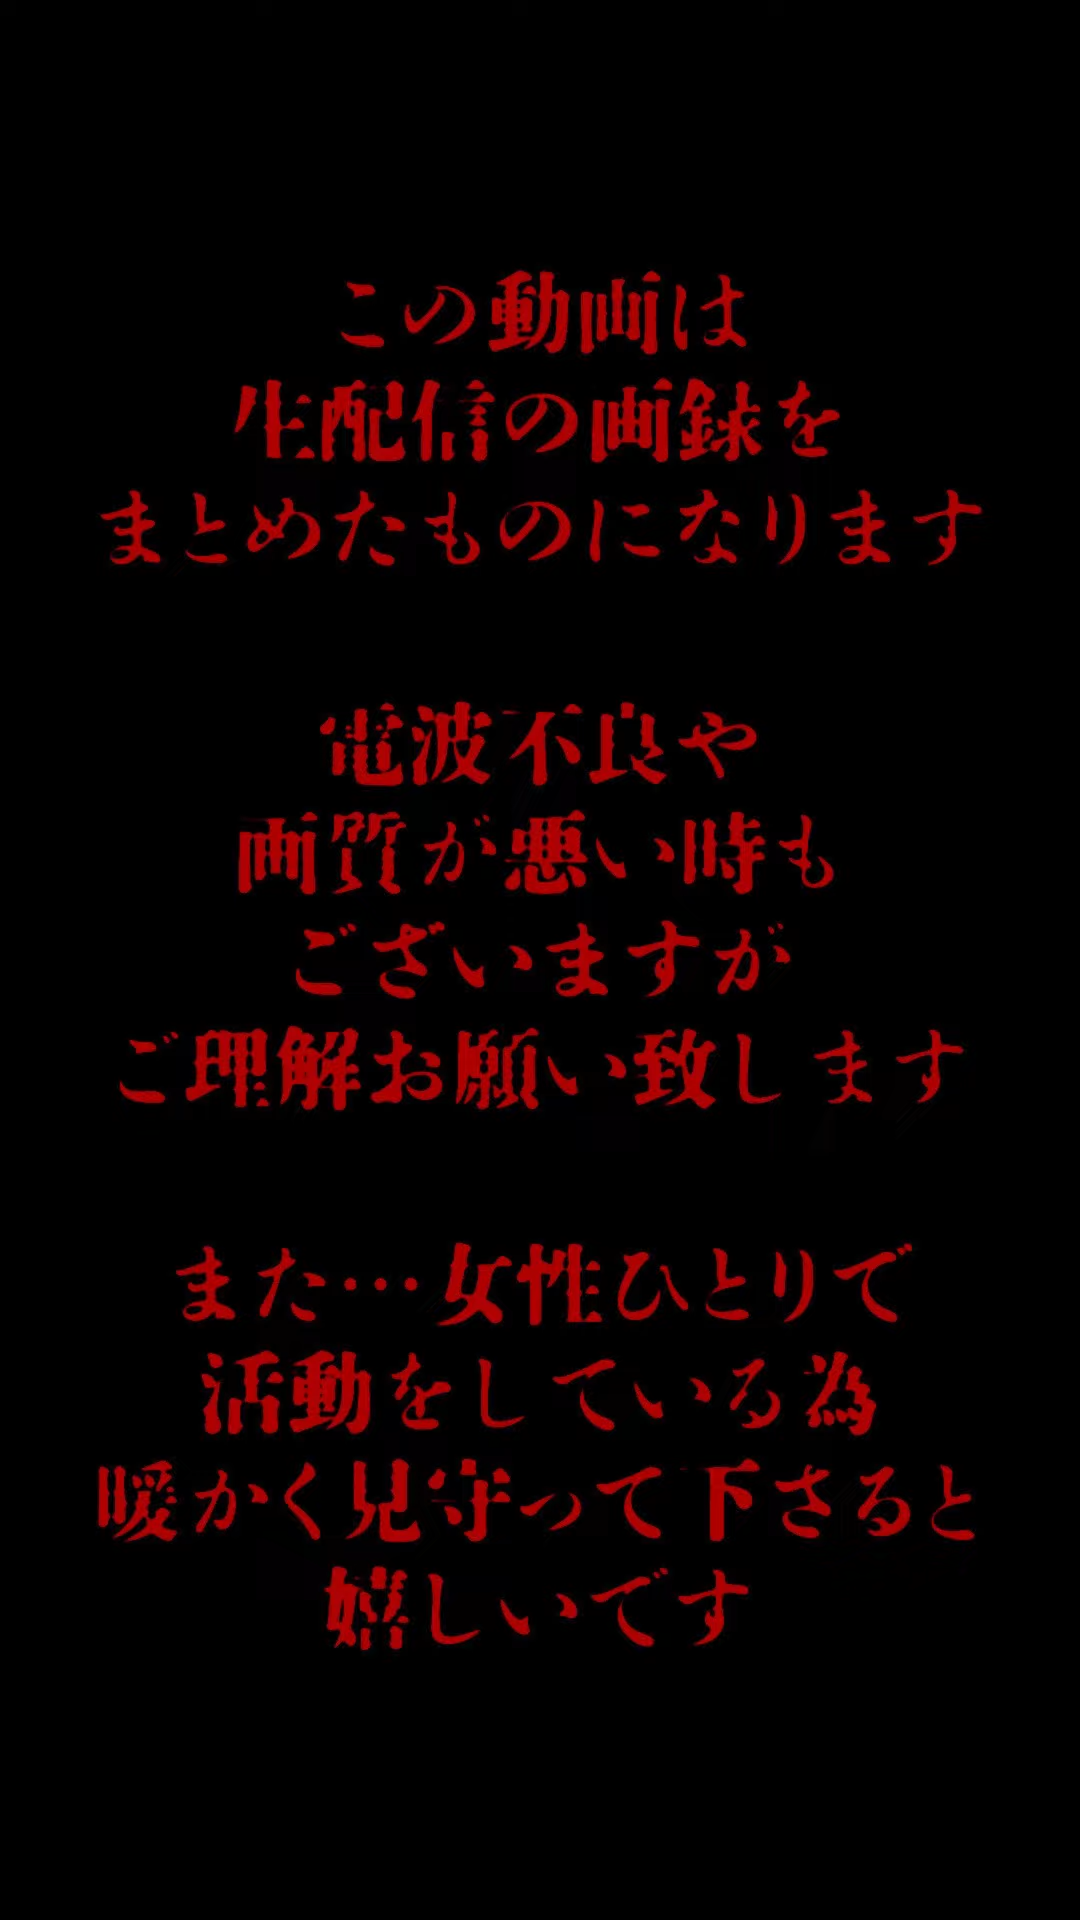 この動画は
生配信の画録を
まとめたものになります
電波不良や
画質が悪い時も
ございますが
ご理解お願い致します
また…女性ひとりで
活動をしている為
暖かく見守って下さると
嬉しいです